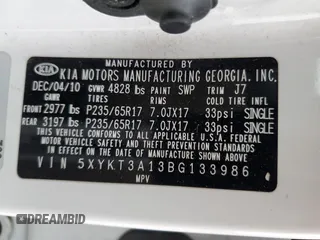 MANUFACTURED BY
KIA KIA MOTORS MANUFACTURING GEORGIA, INC.
DEC/04/10 GVWR 4828 lbs PAINT SWP TRIM J7
GAWR TIRES RIMS
FRONT 2977 lbs P235/65R17 7.0JX17 33psi SINGLE
REAR 3197 lbs P235/65R17 7.0JX17 33psi SINGLE
THIS VEHICLE CONFORMS TO ALL APPLICABLE U.S.A. FEDERAL
MOTOR VEHICLE SAFETY AND THEFT PREVENTION STANDARDS
IN EFFECT ON THE DATE OF MANUFACTURE SHOWN ABOVE.
VIN 5XYKT3A13BG133986
MPV
DREAMBID